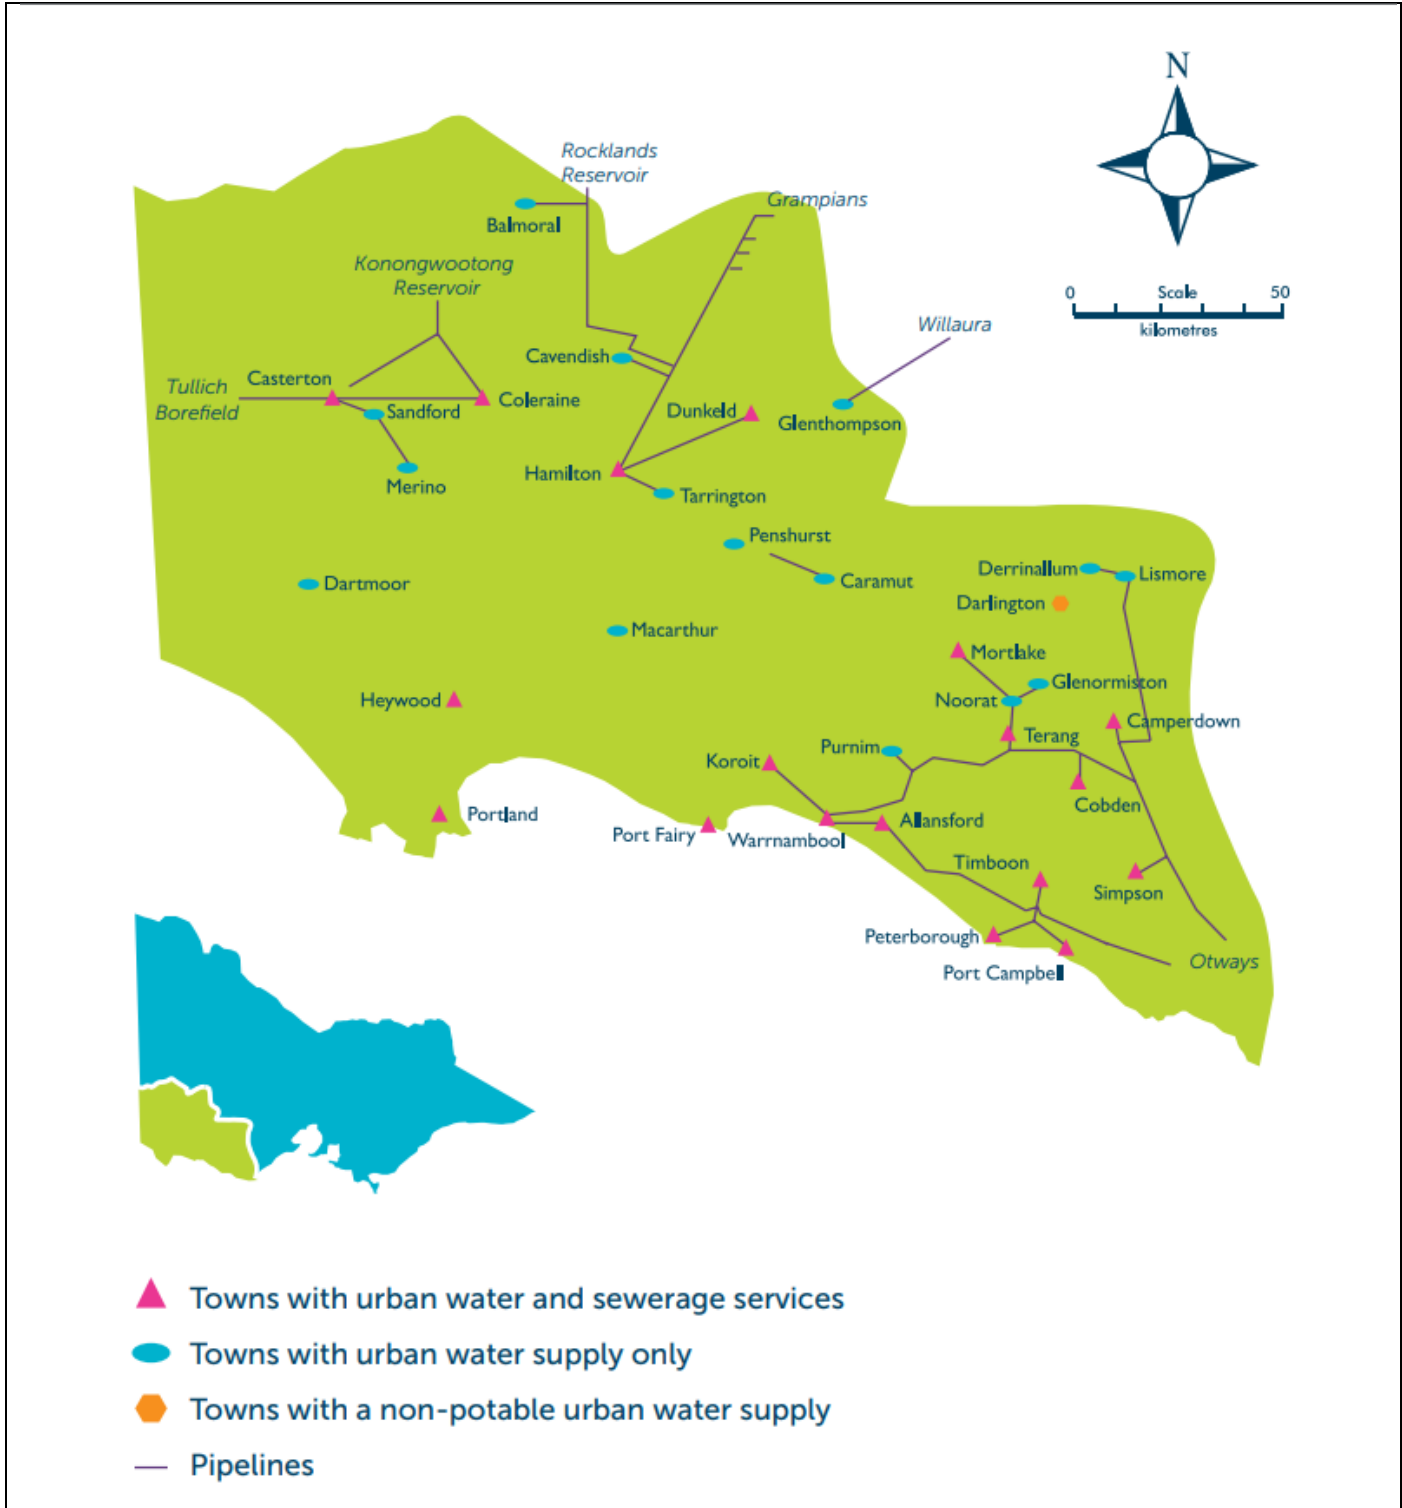 N
0 Scale 50
kilometres
Rocklands
Reservoir
Grampians
Balmoral
Konongwootong
Reservoir
Willaura
Cavendish
Tullich
Borefield
Casterton
Sandford
Coleraine
Dunkeld
Glenthompson
Merino
Hamilton
Tarrington
Penshurst
Caramut
Derrinallum
Lismore
Dartmoor
Darlington
Macarthur
Mortlake
Glenormiston
Heywood
Noorat
Camperdown
Terang
Purnim
Koroit
Cobden
Portland
Port Fairy
Warrnambool
Allansford
Timboon
Simpson
Peterborough
Port Campbell
Otways
Towns with urban water and sewerage services
Towns with urban water supply only
Towns with a non-potable urban water supply
Pipelines